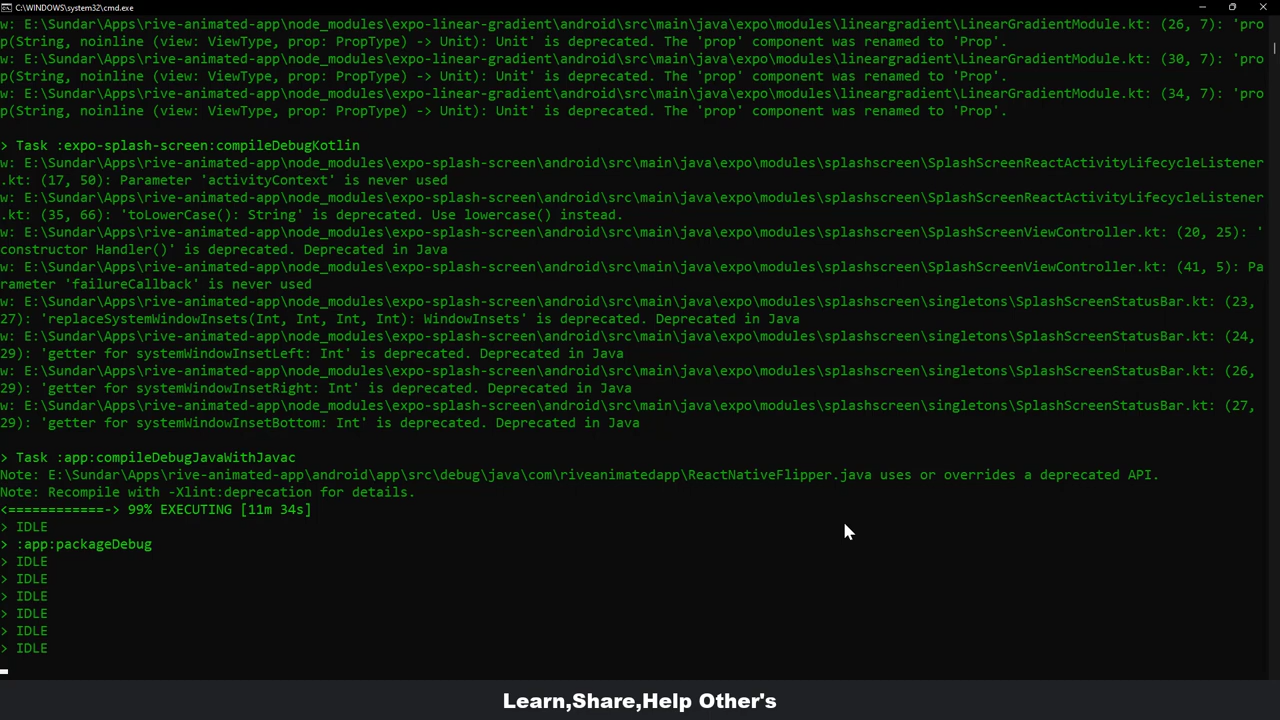 C:\WINDOWS\system32\cmd.exe
w: E:\Sundar\Apps\rive-animated-app\node_modules\expo-linear-gradient\android\src\main\java\expo\modules\lineargradient\LinearGradientModule.kt: (26, 7): 'pro
p(String, noinline (view: ViewType, prop: PropType) -> Unit): Unit' is deprecated. The 'prop' component was renamed to 'Prop'.
w: E:\Sundar\Apps\rive-animated-app\node_modules\expo-linear-gradient\android\src\main\java\expo\modules\lineargradient\LinearGradientModule.kt: (30, 7): 'pro
p(String, noinline (view: ViewType, prop: PropType) -> Unit): Unit' is deprecated. The 'prop' component was renamed to 'Prop'.
w: E:\Sundar\Apps\rive-animated-app\node_modules\expo-linear-gradient\android\src\main\java\expo\modules\lineargradient\LinearGradientModule.kt: (34, 7): 'pro
p(String, noinline (view: ViewType, prop: PropType) -> Unit): Unit' is deprecated. The 'prop' component was renamed to 'Prop'.
> Task :expo-splash-screen:compileDebugKotlin
w: E:\Sundar\Apps\rive-animated-app\node_modules\expo-splash-screen\android\src\main\java\expo\modules\splashscreen\SplashScreenReactActivityLifecycleListener
.kt: (17, 50): Parameter 'activityContext' is never used
w: E:\Sundar\Apps\rive-animated-app\node_modules\expo-splash-screen\android\src\main\java\expo\modules\splashscreen\SplashScreenReactActivityLifecycleListener
.kt: (35, 66): 'toLowerCase(): String' is deprecated. Use lowercase() instead.
w: E:\Sundar\Apps\rive-animated-app\node_modules\expo-splash-screen\android\src\main\java\expo\modules\splashscreen\SplashScreenViewController.kt: (20, 25): '
constructor Handler()' is deprecated. Deprecated in Java
w: E:\Sundar\Apps\rive-animated-app\node_modules\expo-splash-screen\android\src\main\java\expo\modules\splashscreen\SplashScreenViewController.kt: (41, 5): Pa
rameter 'failureCallback' is never used
w: E:\Sundar\Apps\rive-animated-app\node_modules\expo-splash-screen\android\src\main\java\expo\modules\splashscreen\singletons\SplashScreenStatusBar.kt: (23,
27): 'replaceSystemWindowInsets(Int, Int, Int, Int): WindowInsets' is deprecated. Deprecated in Java
w: E:\Sundar\Apps\rive-animated-app\node_modules\expo-splash-screen\android\src\main\java\expo\modules\splashscreen\singletons\SplashScreenStatusBar.kt: (24,
29): 'getter for systemWindowInsetLeft: Int' is deprecated. Deprecated in Java
w: E:\Sundar\Apps\rive-animated-app\node_modules\expo-splash-screen\android\src\main\java\expo\modules\splashscreen\singletons\SplashScreenStatusBar.kt: (26,
29): 'getter for systemWindowInsetRight: Int' is deprecated. Deprecated in Java
w: E:\Sundar\Apps\rive-animated-app\node_modules\expo-splash-screen\android\src\main\java\expo\modules\splashscreen\singletons\SplashScreenStatusBar.kt: (27,
29): 'getter for systemWindowInsetBottom: Int' is deprecated. Deprecated in Java
> Task :app:compileDebugJavaWithJavac
Note: E:\Sundar\Apps\rive-animated-app\android\app\src\debug\java\com\riveanimatedapp\ReactNativeFlipper.java uses or overrides a deprecated API.
Note: Recompile with -Xlint:deprecation for details.
<============-> 99% EXECUTING [11m 34s]
> IDLE
> :app:packageDebug
> IDLE
> IDLE
> IDLE
> IDLE
> IDLE
> IDLE
Learn,Share,Help Other's